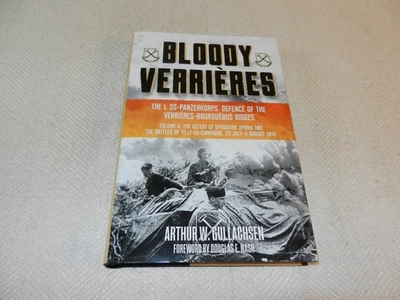 BLOODY
VERRIÈRES
THE I. SS-PANZERKORPS DEFENCE OF THE
VERRIÈRES-BOURGUÉBUS RIDGES
VOLUME II: THE DEFEAT OF OPERATION SPRING AND
THE BATTLES OF TILLY-LA-CAMPAGNE, 23 JULY–5 AUGUST 1944
ARTHUR W. GULLACHSEN
FOREWORD BY DOUGLAS E. NASH